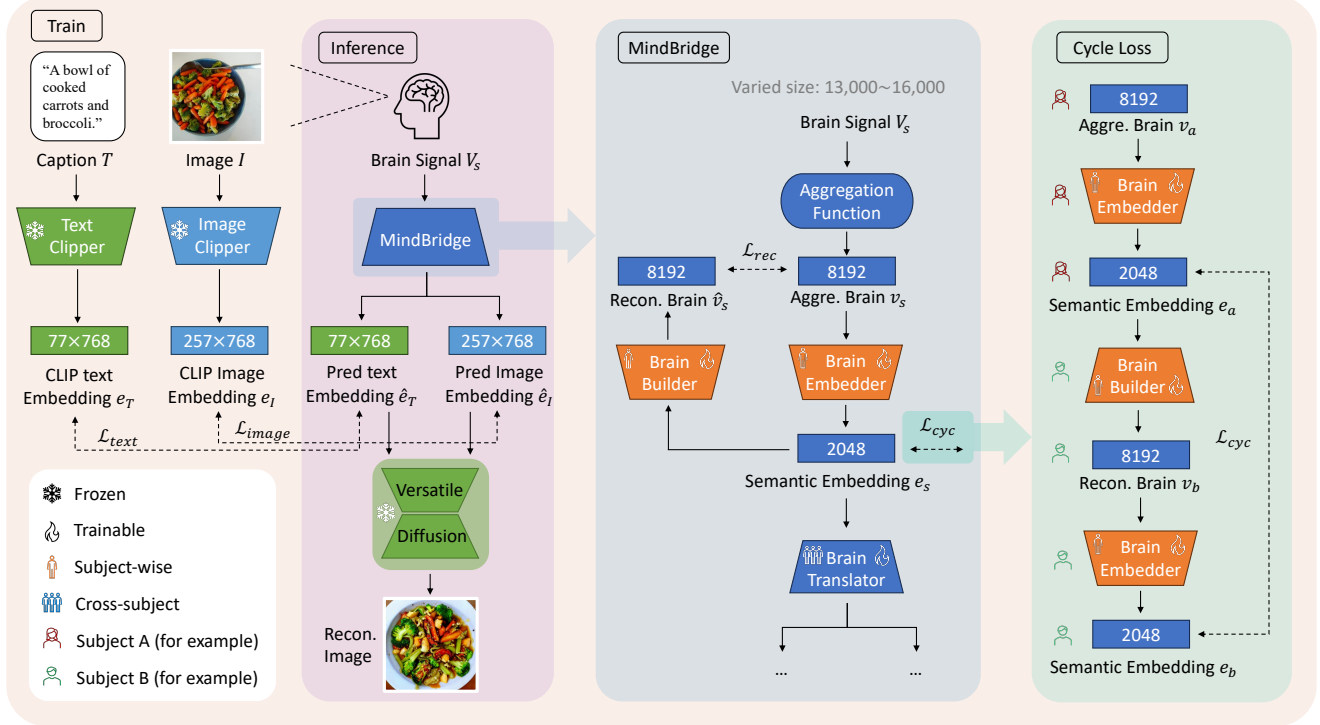 Train
“A bowl of
cooked
carrots and
broccoli.”
Caption T
Image I
Text
Clipper
Image
Clipper
77×768
257×768
CLIP text
Embedding e_T
CLIP Image
Embedding e_I
ℒ_text
ℒ_image
Frozen
Trainable
Subject-wise
Cross-subject
Subject A (for example)
Subject B (for example)
Inference
Brain Signal V_s
MindBridge
77×768
257×768
Pred text
Embedding ê_T
Pred Image
Embedding ê_I
Versatile
Diffusion
Recon.
Image
MindBridge
Varied size: 13,000~16,000
Brain Signal V_s
Aggregation
Function
8192
ℒ_rec
8192
Recon. Brain v̂_s
Aggre. Brain v_s
Brain
Builder
Brain
Embedder
2048
ℒ_cyc
Semantic Embedding e_s
Brain
Translator
...
...
Cycle Loss
8192
Aggre. Brain v_a
Brain
Embedder
2048
Semantic Embedding e_a
Brain
Builder
8192
ℒ_cyc
Recon. Brain v_b
Brain
Embedder
2048
Semantic Embedding e_b